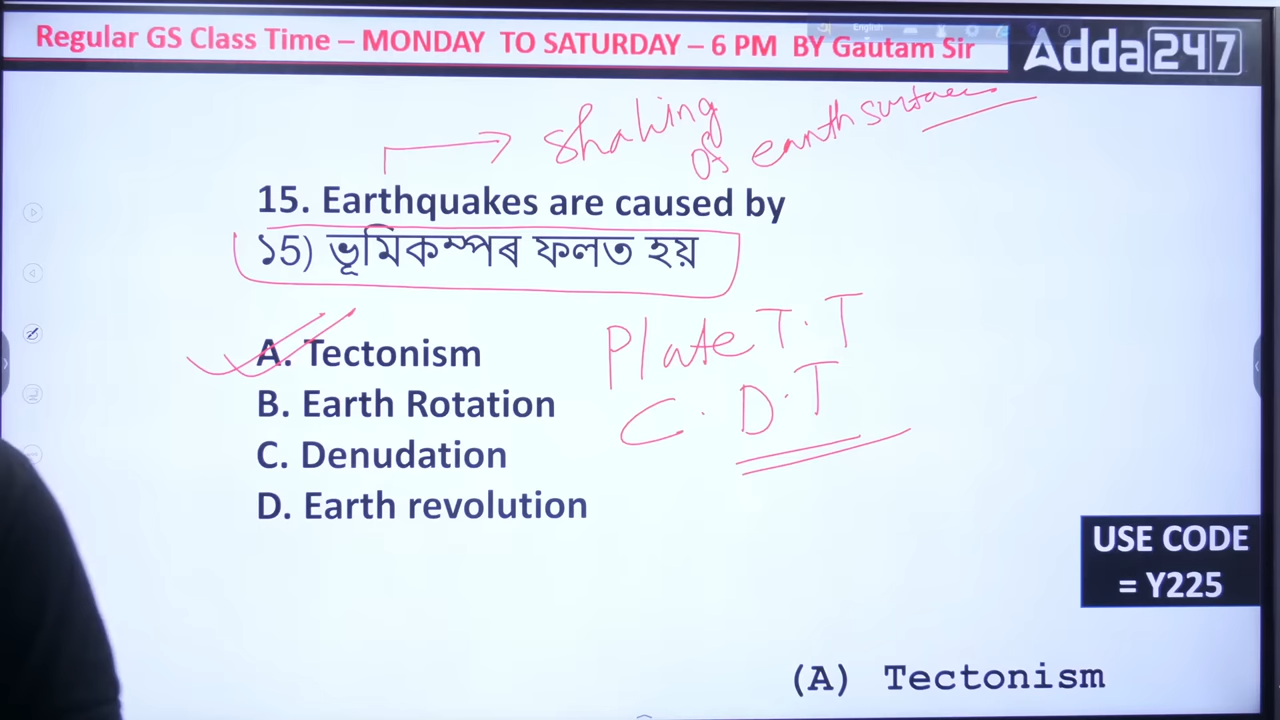 Regular GS Class Time – MONDAY TO SATURDAY – 6 PM BY Gautam Sir
Adda247
English
shaking of earth surface
15. Earthquakes are caused by
১5) ভূমিকম্পৰ ফলত হয়
A. Tectonism
B. Earth Rotation
C. Denudation
D. Earth revolution
Plate T.T
C. D.T
USE CODE
= Y225
(A) Tectonism